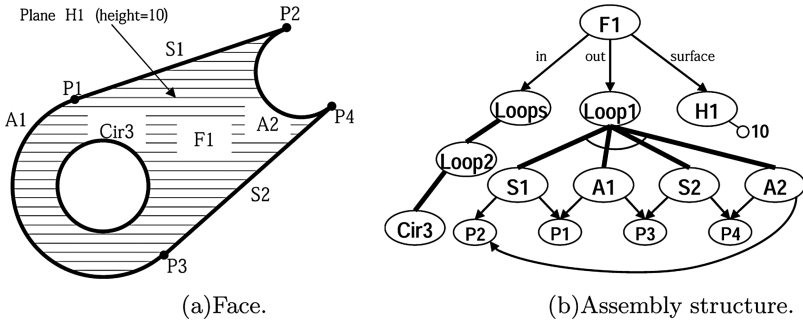 Plane H1 (height=10)
P2
S1
P1
A1
P4
A2
Cir3
F1
S2
P3
(a)Face.
F1
in out surface
Loops Loop1 H1
10
Loop2
S1 A1 S2 A2
Cir3 P2 P1 P3 P4
(b)Assembly structure.